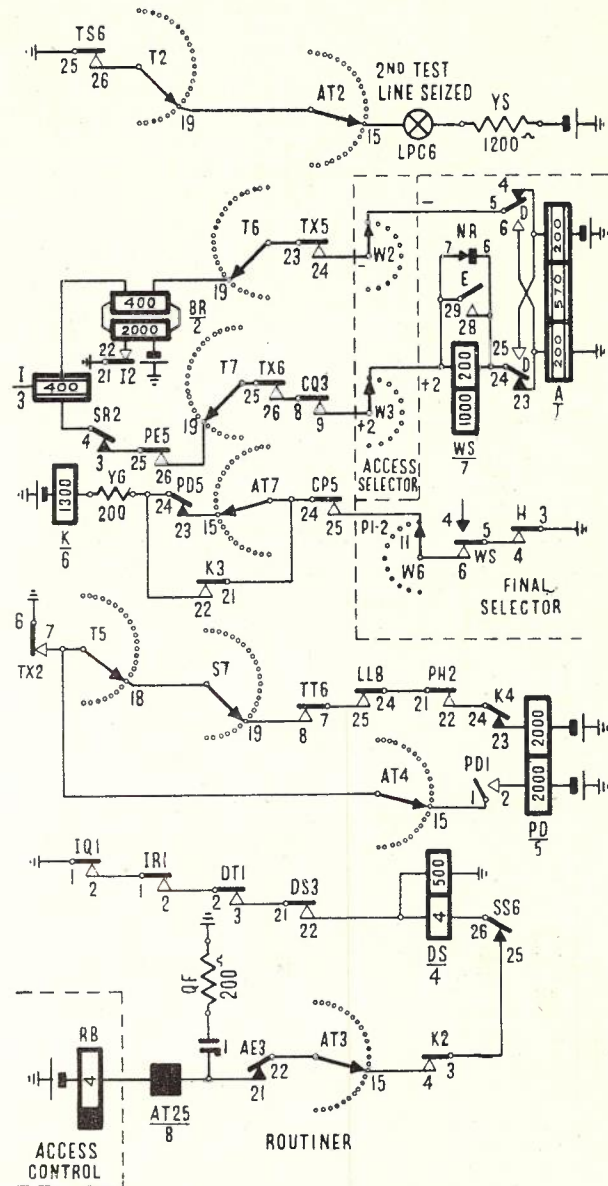 TS6
25 26
T2
19
AT2
15
2ND TEST
LINE SEIZED
LPC6
YS
1200
T6
19
TX5
23 24
-
W2
4
5
6
D
NR
7 6
E
29
28
200
570
200
A
7
400
2000
BR
2
22
21 I2
I
3
400
T7
19
TX6
25 26
CQ3
8 9
+2
W3
+2
200
1000
WS
7
25
24
D
23
ACCESS
SELECTOR
SR2
4
3
PE5
25
26
1300
K
6
YG
200
PD5
24
23
15
AT7
CP5
24 25
P1-2
11
W6
4
5
WS
6
H 3
4
K3
22 21
FINAL
SELECTOR
6
7
TX2
T5
18
S7
19
TT6
8 7
LL8
25 24
PH2
21 22
K4
24
23
2000
2000
PD
5
AT4
15
PD1
1 2
IQ1
1 2
IR1
1 2
DT1
2 3
DS3
21 22
500
4
DS
4
SS6
26 25
QF
200
1
RB
4
AT25
8
AE3
22
21
AT3
15
K2
4 3
ACCESS
CONTROL
ROUTINER